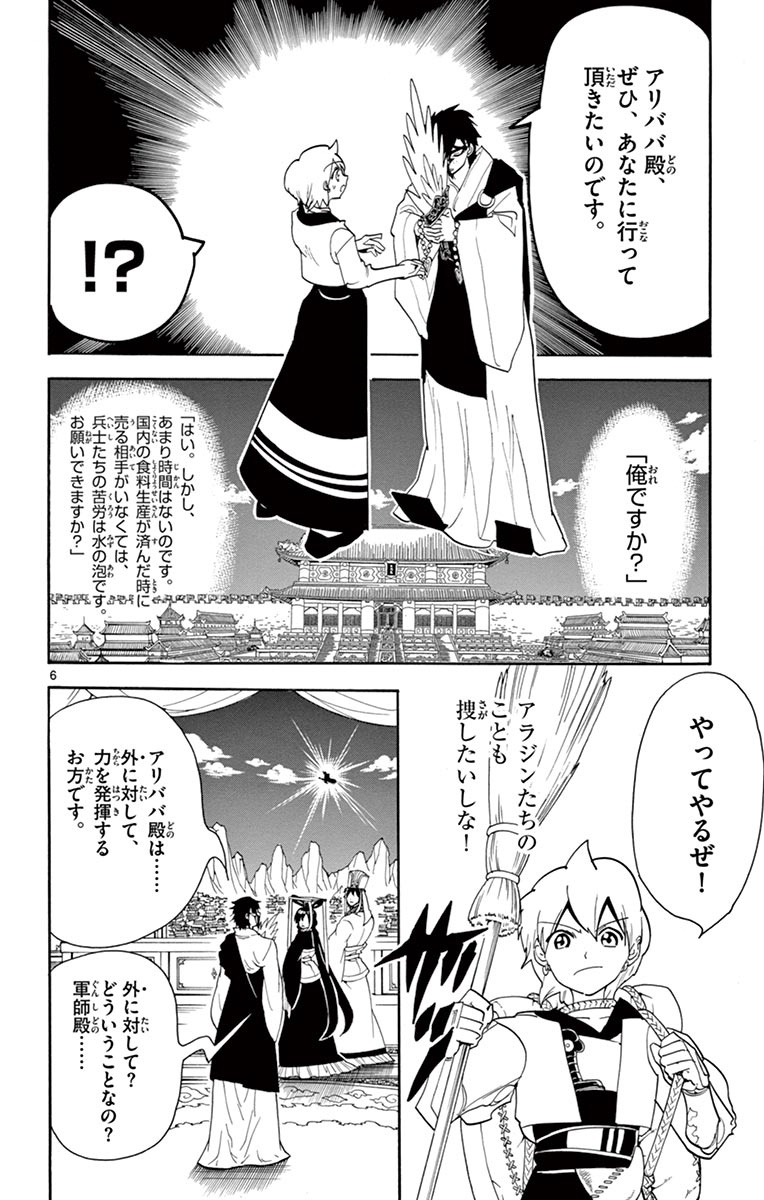 アリババ殿、
ぜひ、あなたに行って
頂きたいのです。
!?
「俺ですか?」
「はい。しかし、
あまり時間はないのです。
国内の食料生産が済んだ時に
売る相手がいなくては、
兵士たちの苦労は水の泡です。
お願いできますか?」
6
やってやるぜ!
アラジンたちの
ことも
捜したいしな!
アリババ殿は……
外に対して、
力を発揮する
お方です。
外に対して?
どういうことなの?
軍師殿……